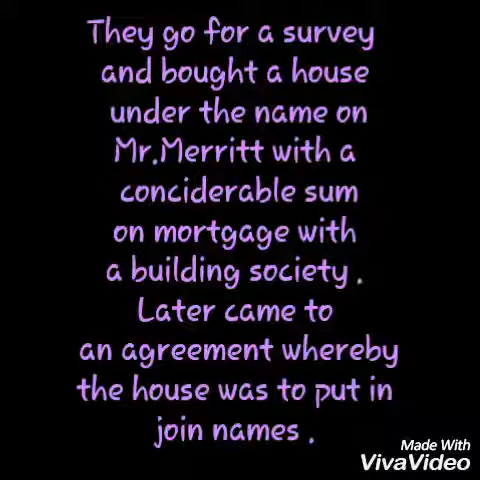 They go for a survey
and bought a house
under the name on
Mr.Merritt with a
conciderable sum
on mortgage with
a building society .
Later came to
an agreement whereby
the house was to put in
join names .
Made With
VivaVideo